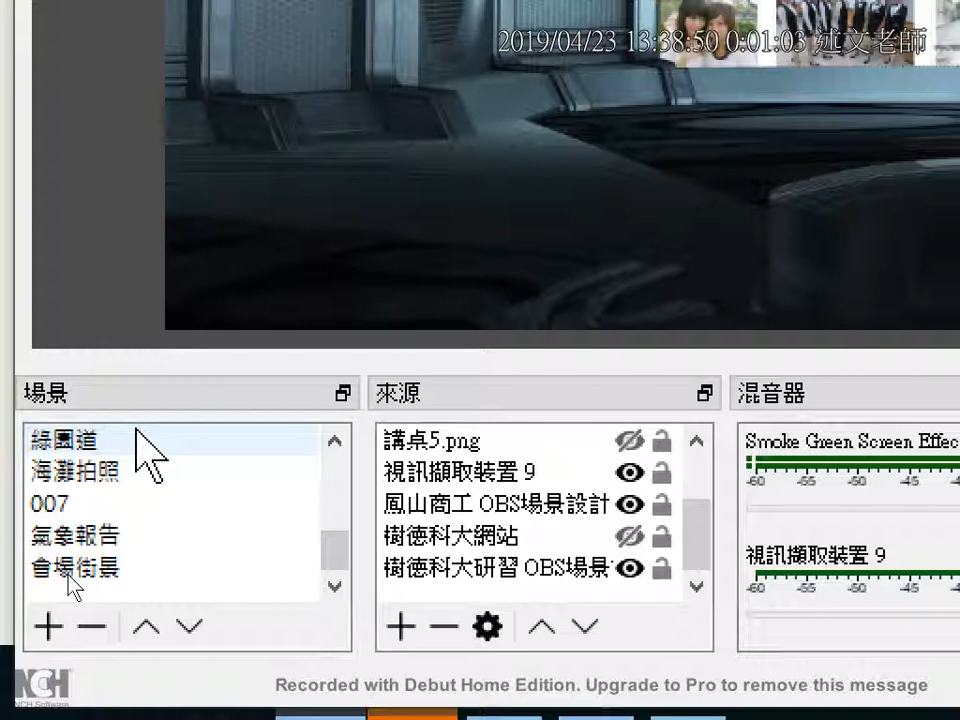 2019/04/23 13:38:50 0:01:03 述文老師
場景
來源
混音器
綠園道
海灘拍照
007
氣象報告
會場街景
講桌5.png
視訊擷取裝置 9
鳳山商工 OBS場景設計
樹德科大網站
樹德科大研習 OBS場景
Smoke Green Screen Effec
-60 -55 -50 -45
視訊擷取裝置 9
-60 -55 -50 -45
NCH
NCH Software
Recorded with Debut Home Edition. Upgrade to Pro to remove this message